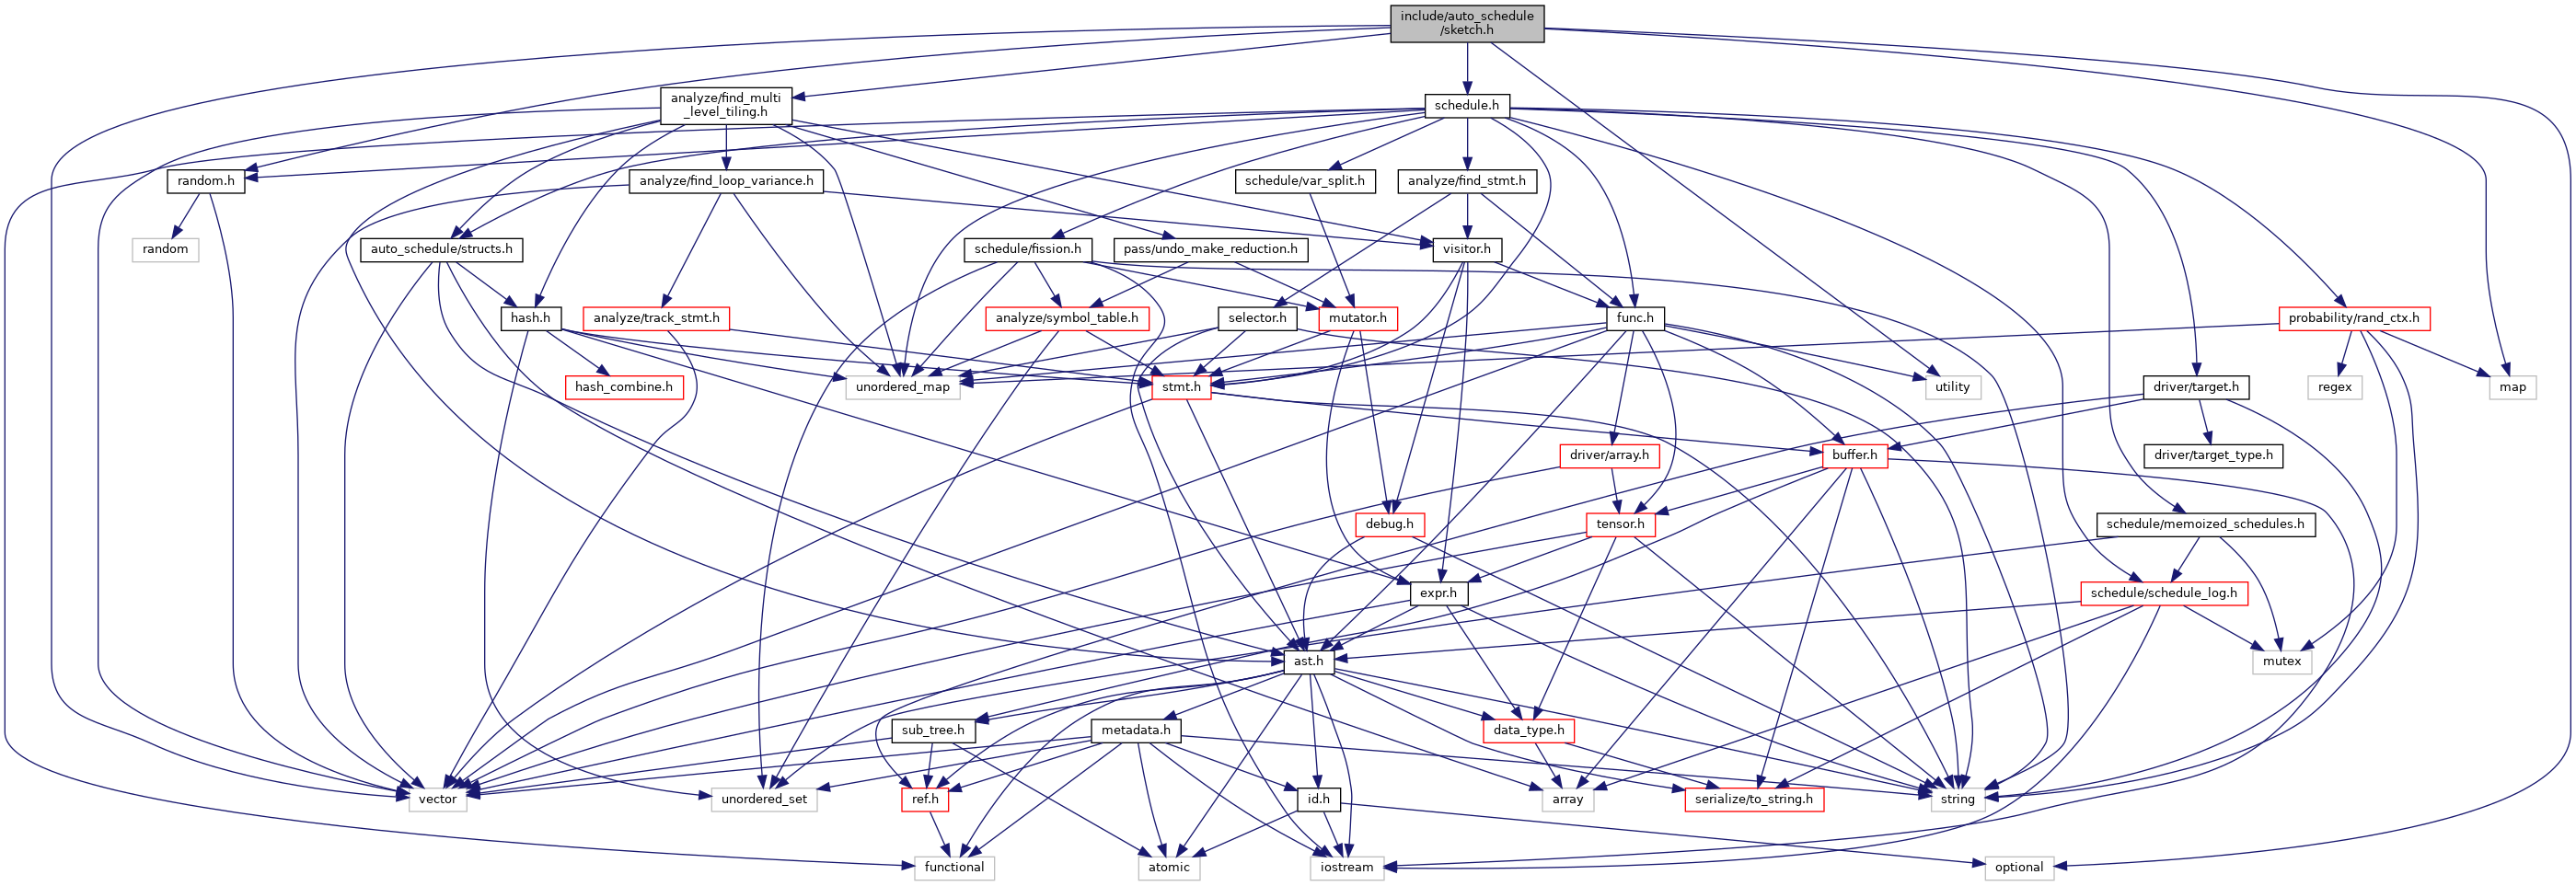 include/auto_schedule
/sketch.h
analyze/find_multi
_level_tiling.h
schedule.h
random.h
analyze/find_loop_variance.h
schedule/var_split.h
analyze/find_stmt.h
random
auto_schedule/structs.h
schedule/fission.h
pass/undo_make_reduction.h
visitor.h
hash.h
analyze/track_stmt.h
analyze/symbol_table.h
selector.h
mutator.h
func.h
probability/rand_ctx.h
hash_combine.h
unordered_map
stmt.h
utility
driver/target.h
regex
map
driver/array.h
buffer.h
driver/target_type.h
debug.h
tensor.h
schedule/memoized_schedules.h
expr.h
schedule/schedule_log.h
ast.h
mutex
sub_tree.h
metadata.h
data_type.h
vector
unordered_set
ref.h
id.h
array
serialize/to_string.h
string
functional
atomic
iostream
optional